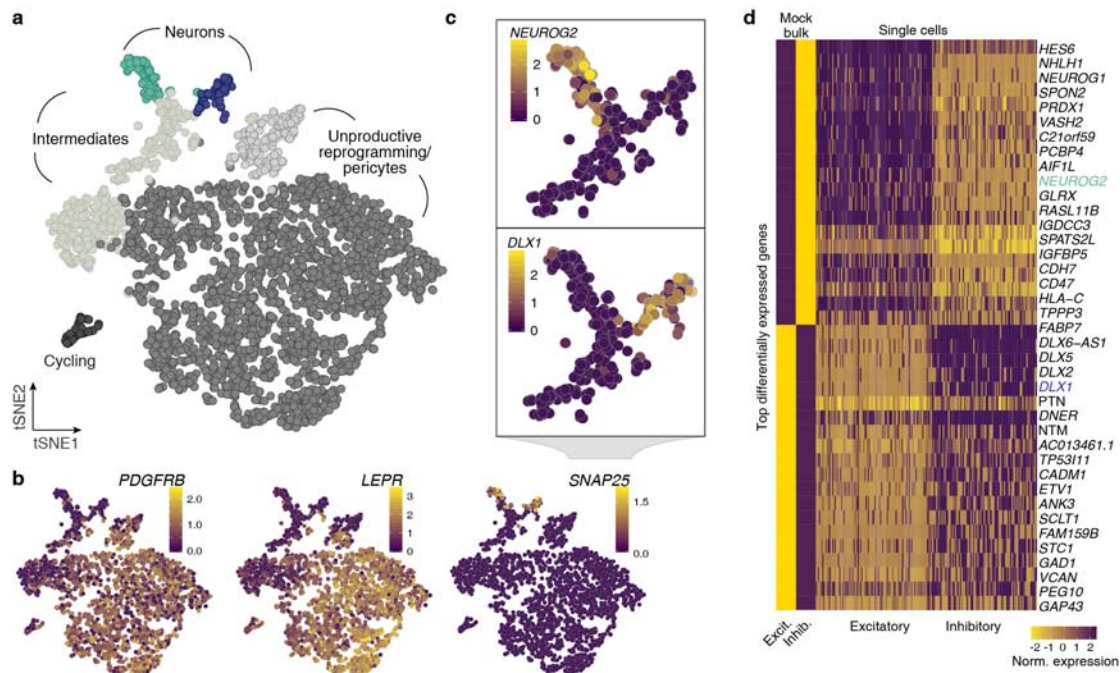 a
Neurons
Intermediates
Unproductive
reprogramming/
pericytes
Cycling
tSNE2
tSNE1
b
PDGFRB
2.0
1.0
0.0
LEPR
3
2
1
0
SNAP25
1.5
0.0
c
NEUROG2
2
1
0
DLX1
2
1
0
d
Mock
bulk
Single cells
Top differentially expressed genes
HES6
NHLH1
NEUROG1
SPON2
PRDX1
VASH2
C21orf59
PCBP4
AIF1L
NEUROG2
GLRX
RASL11B
IGDCC3
SPATS2L
IGFBP5
CDH7
CD47
HLA-C
TPPP3
FABP7
DLX6-AS1
DLX5
DLX2
DLX1
PTN
DNER
NTM
AC013461.1
TP53I11
CADM1
ETV1
ANK3
SCLT1
FAM159B
STC1
GAD1
VCAN
PEG10
GAP43
Excit.
Inhib.
Excitatory
Inhibitory
-2 -1 0 1 2
Norm. expression